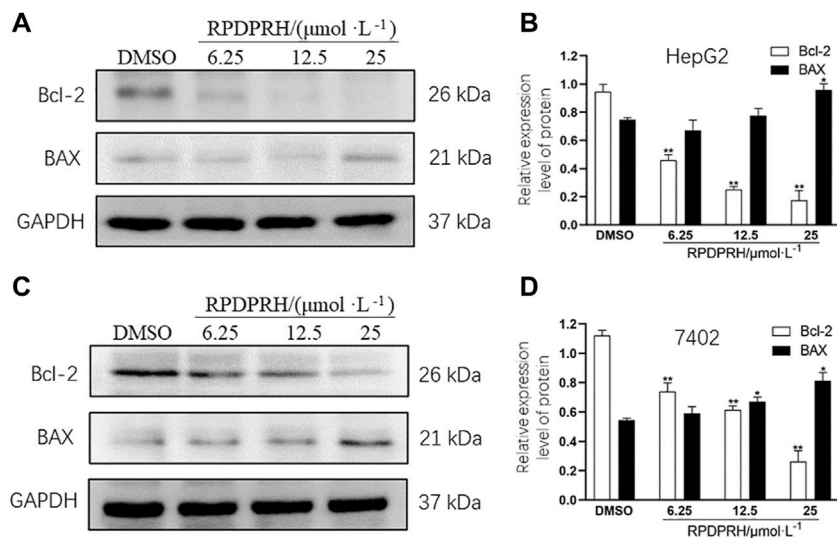 A
RPDPRH/(μmol ·L⁻¹)
DMSO 6.25 12.5 25
Bcl-2 26 kDa
BAX 21 kDa
GAPDH 37 kDa
B
HepG2
Bcl-2
BAX
Relative expression
level of protein
1.2
1.0
0.8
0.6
0.4
0.2
0.0
** ** ** *
DMSO 6.25 12.5 25
RPDPRH/μmol·L⁻¹
C
RPDPRH/(μmol ·L⁻¹)
DMSO 6.25 12.5 25
Bcl-2 26 kDa
BAX 21 kDa
GAPDH 37 kDa
D
7402
Bcl-2
BAX
Relative expression
level of protein
1.2
1.0
0.8
0.6
0.4
0.2
0.0
** ** * ** *
DMSO 6.25 12.5 25
RPDPRH/μmol·L⁻¹